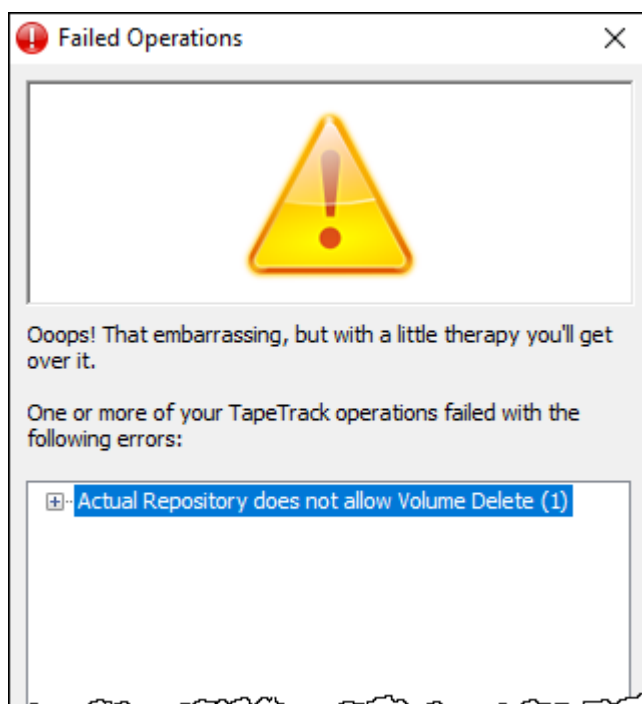 Failed Operations
Ooops! That embarrassing, but with a little therapy you'll get
over it.
One or more of your TapeTrack operations failed with the
following errors:
Actual Repository does not allow Volume Delete (1)